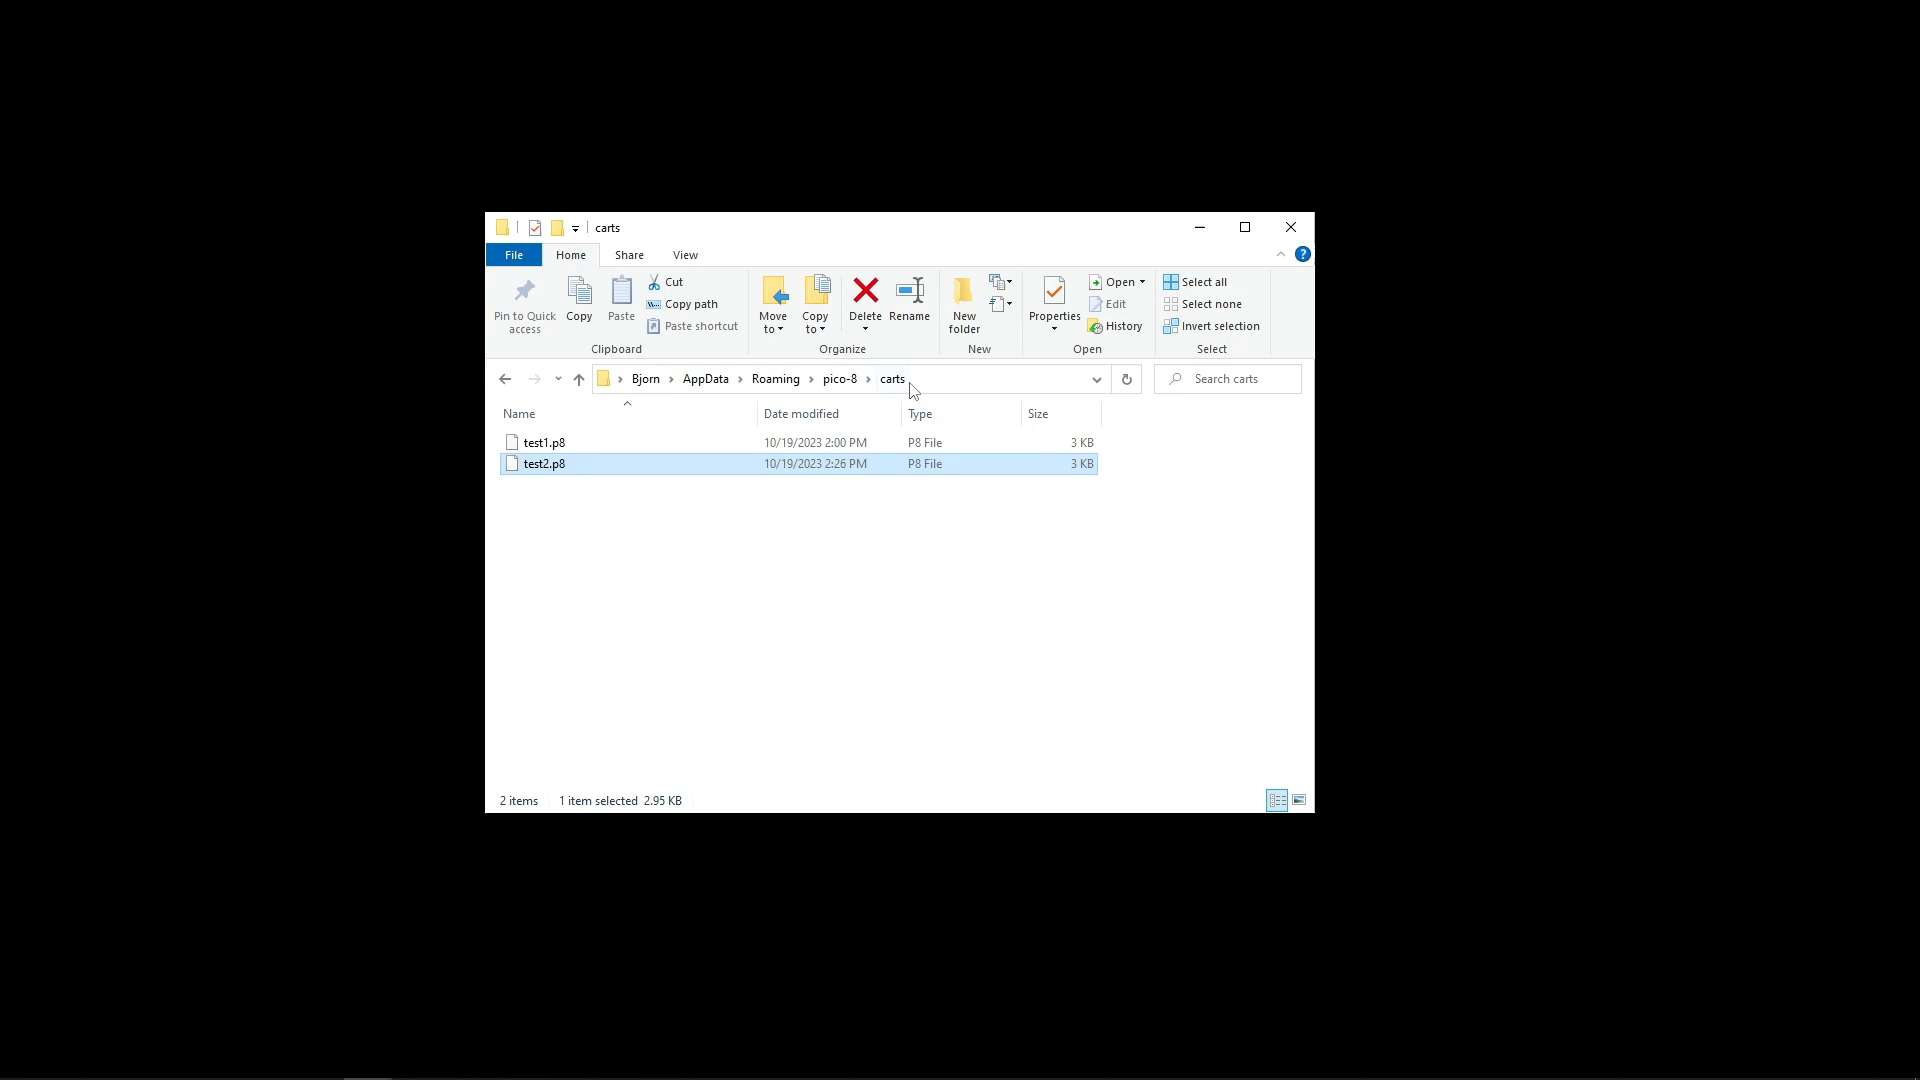 carts
File Home Share View
?
Pin to Quick access
Copy
Paste
Cut
Copy path
Paste shortcut
Clipboard
Move to
Copy to
Delete
Rename
Organize
New folder
New
Properties
Open
Edit
History
Open
Select all
Select none
Invert selection
Select
Bjorn AppData Roaming pico-8 carts
Search carts
Name Date modified Type Size
test1.p8 10/19/2023 2:00 PM P8 File 3 KB
test2.p8 10/19/2023 2:26 PM P8 File 3 KB
2 items 1 item selected 2.95 KB